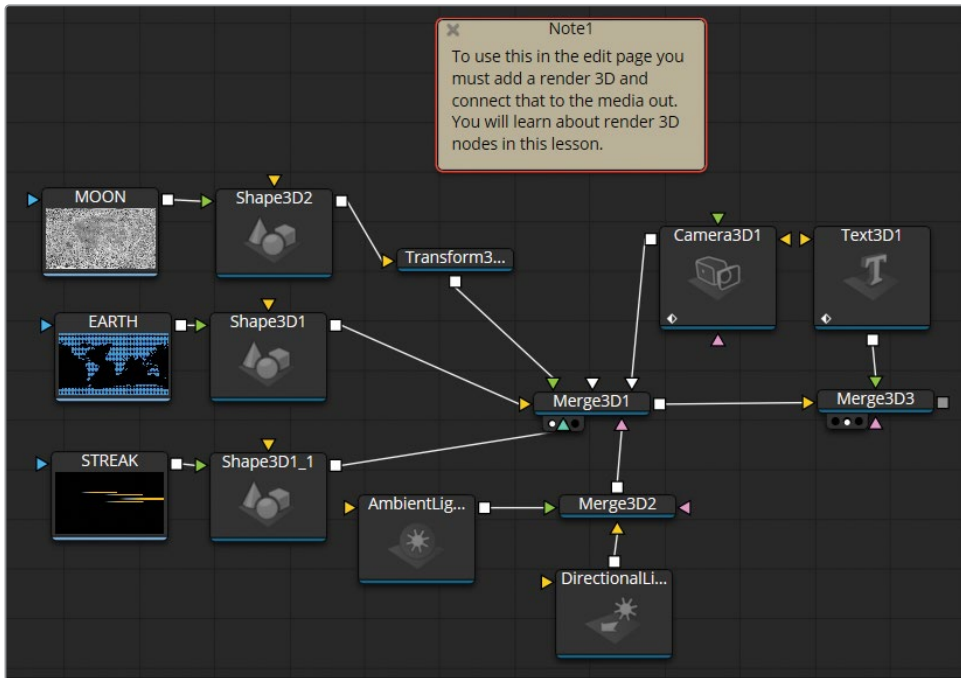 Note1
To use this in the edit page you
must add a render 3D and
connect that to the media out.
You will learn about render 3D
nodes in this lesson.
MOON
Shape3D2
Transform3...
Camera3D1
Text3D1
EARTH
Shape3D1
Merge3D1
Merge3D3
STREAK
Shape3D1_1
AmbientLig...
Merge3D2
DirectionalLi...